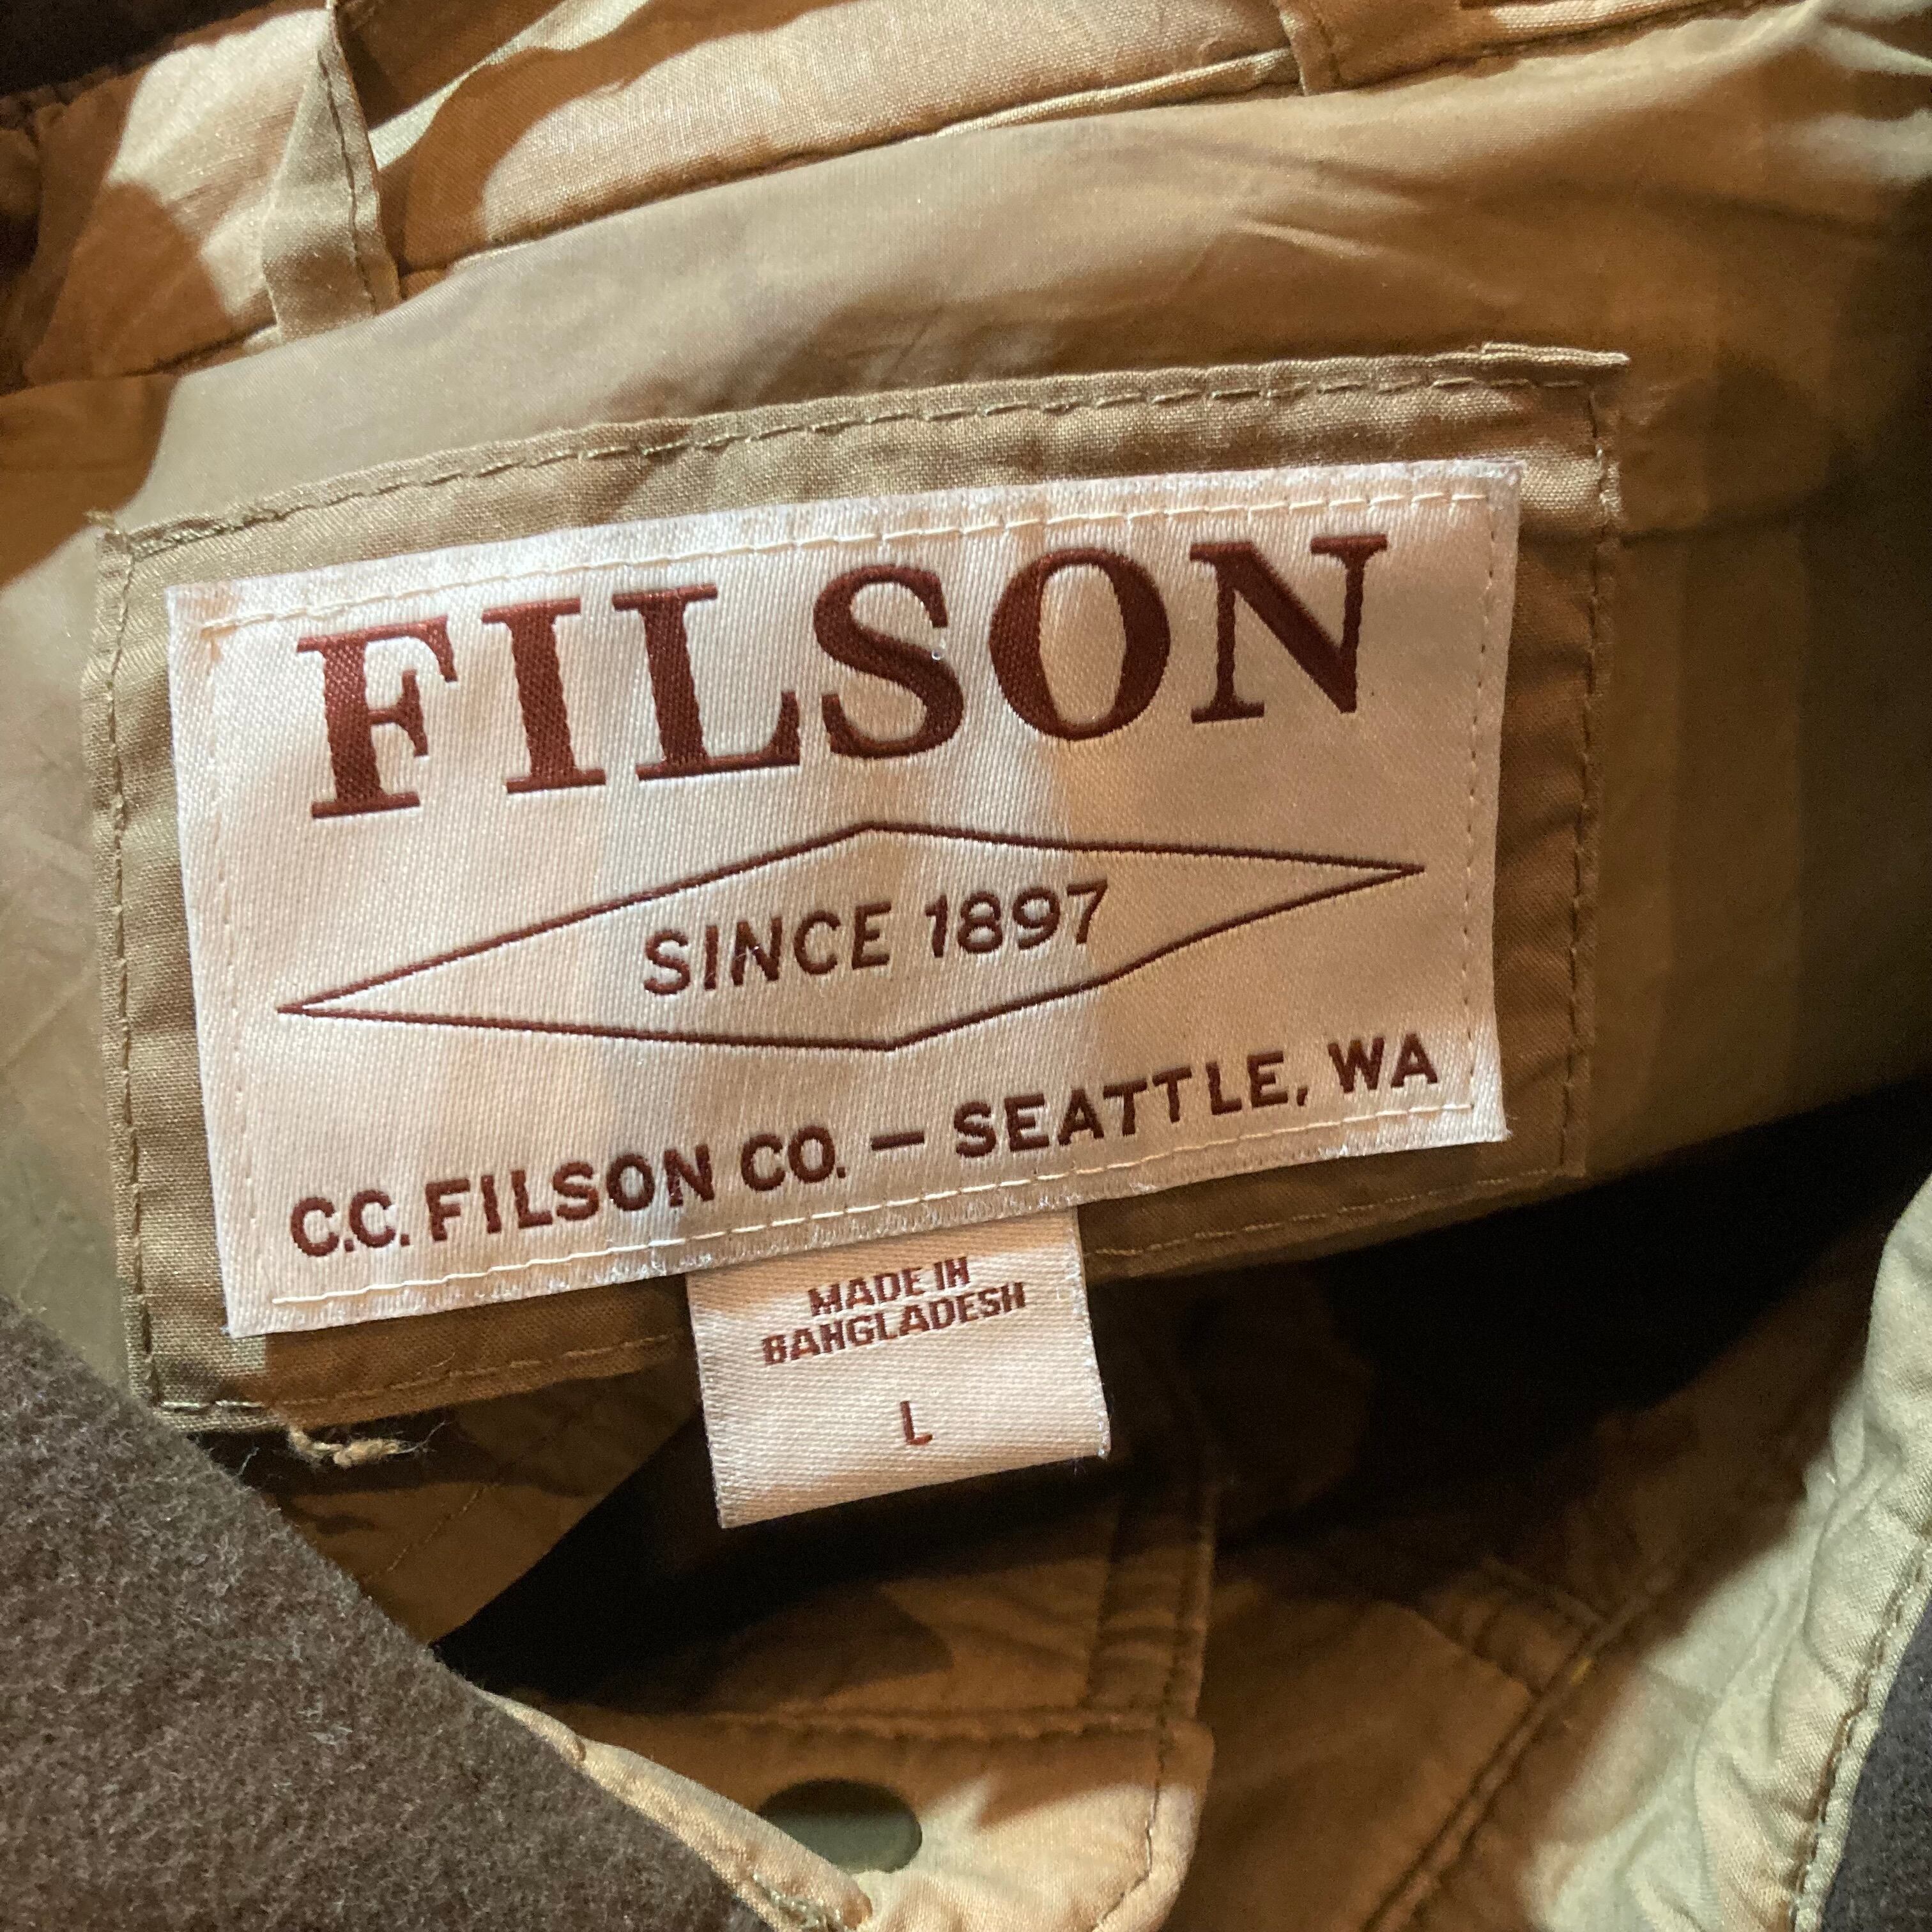 FILSON
SINCE 1897
C.C. FILSON CO. — SEATTLE, WA
MADE IN
BANGLADESH
L